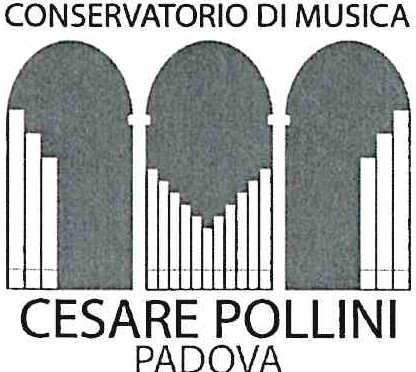 CONSERVATORIO DI MUSICA
CESARE POLLINI
PADOVA